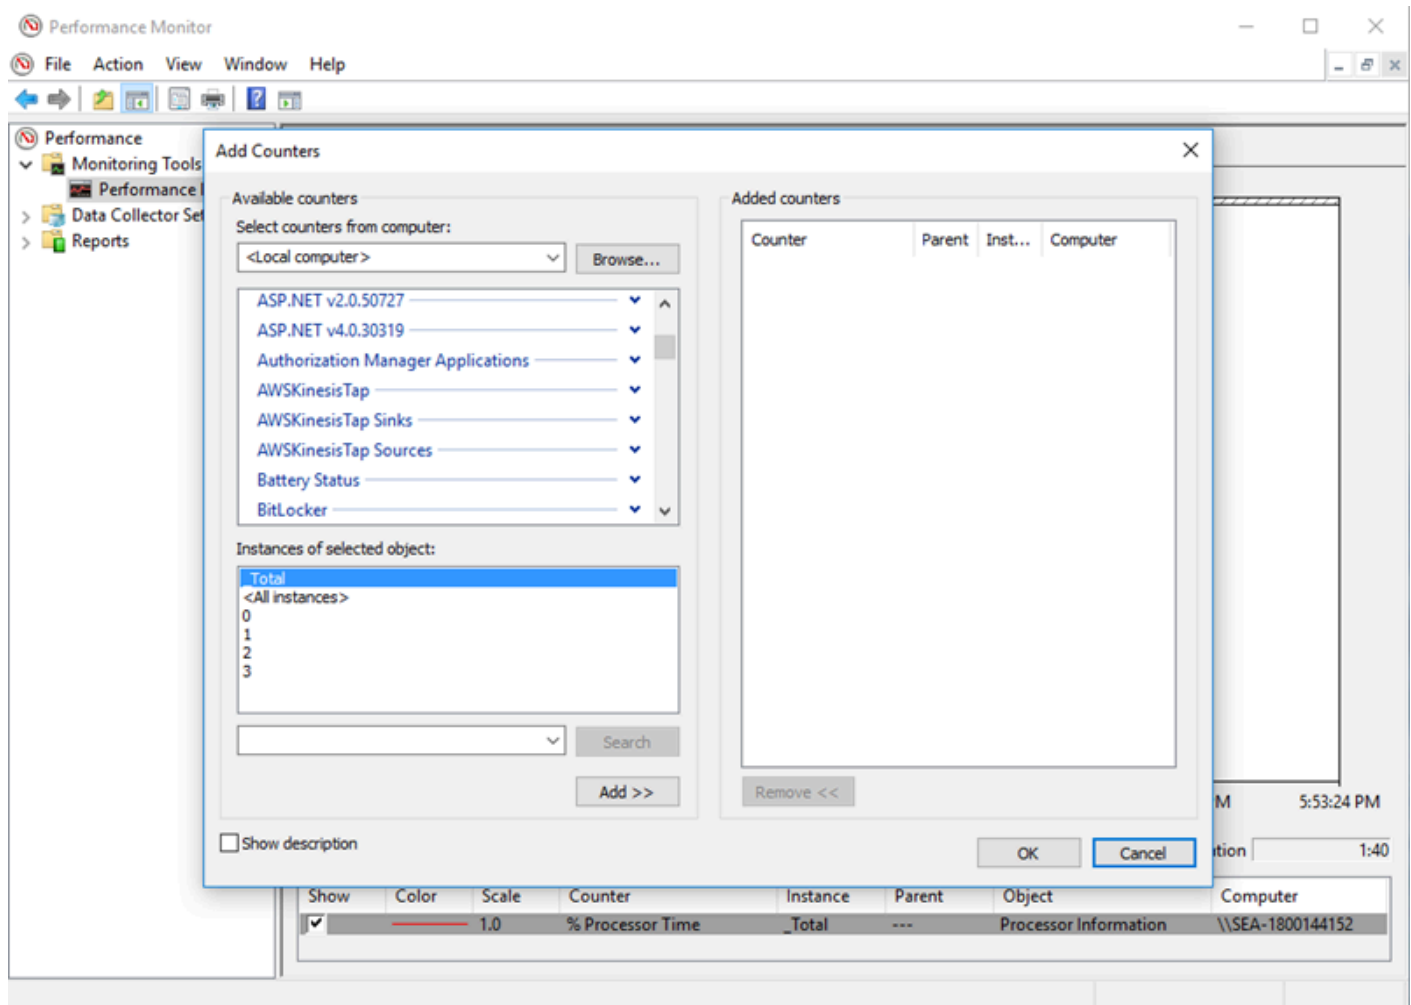 Performance Monitor
File Action View Window Help
Performance
Monitoring Tools
Performance
Data Collector Set
Reports
Add Counters
Available counters
Select counters from computer:
<Local computer>
Browse...
ASP.NET v2.0.50727
ASP.NET v4.0.30319
Authorization Manager Applications
AWSKinesisTap
AWSKinesisTap Sinks
AWSKinesisTap Sources
Battery Status
BitLocker
Instances of selected object:
_Total
<All instances>
0
1
2
3
Search
Add >>
Show description
Added counters
Counter Parent Inst... Computer
Remove <<
OK Cancel
M 5:53:24 PM
ation 1:40
Show Color Scale Counter Instance Parent Object Computer
1.0 % Processor Time _Total --- Processor Information \\SEA-1800144152